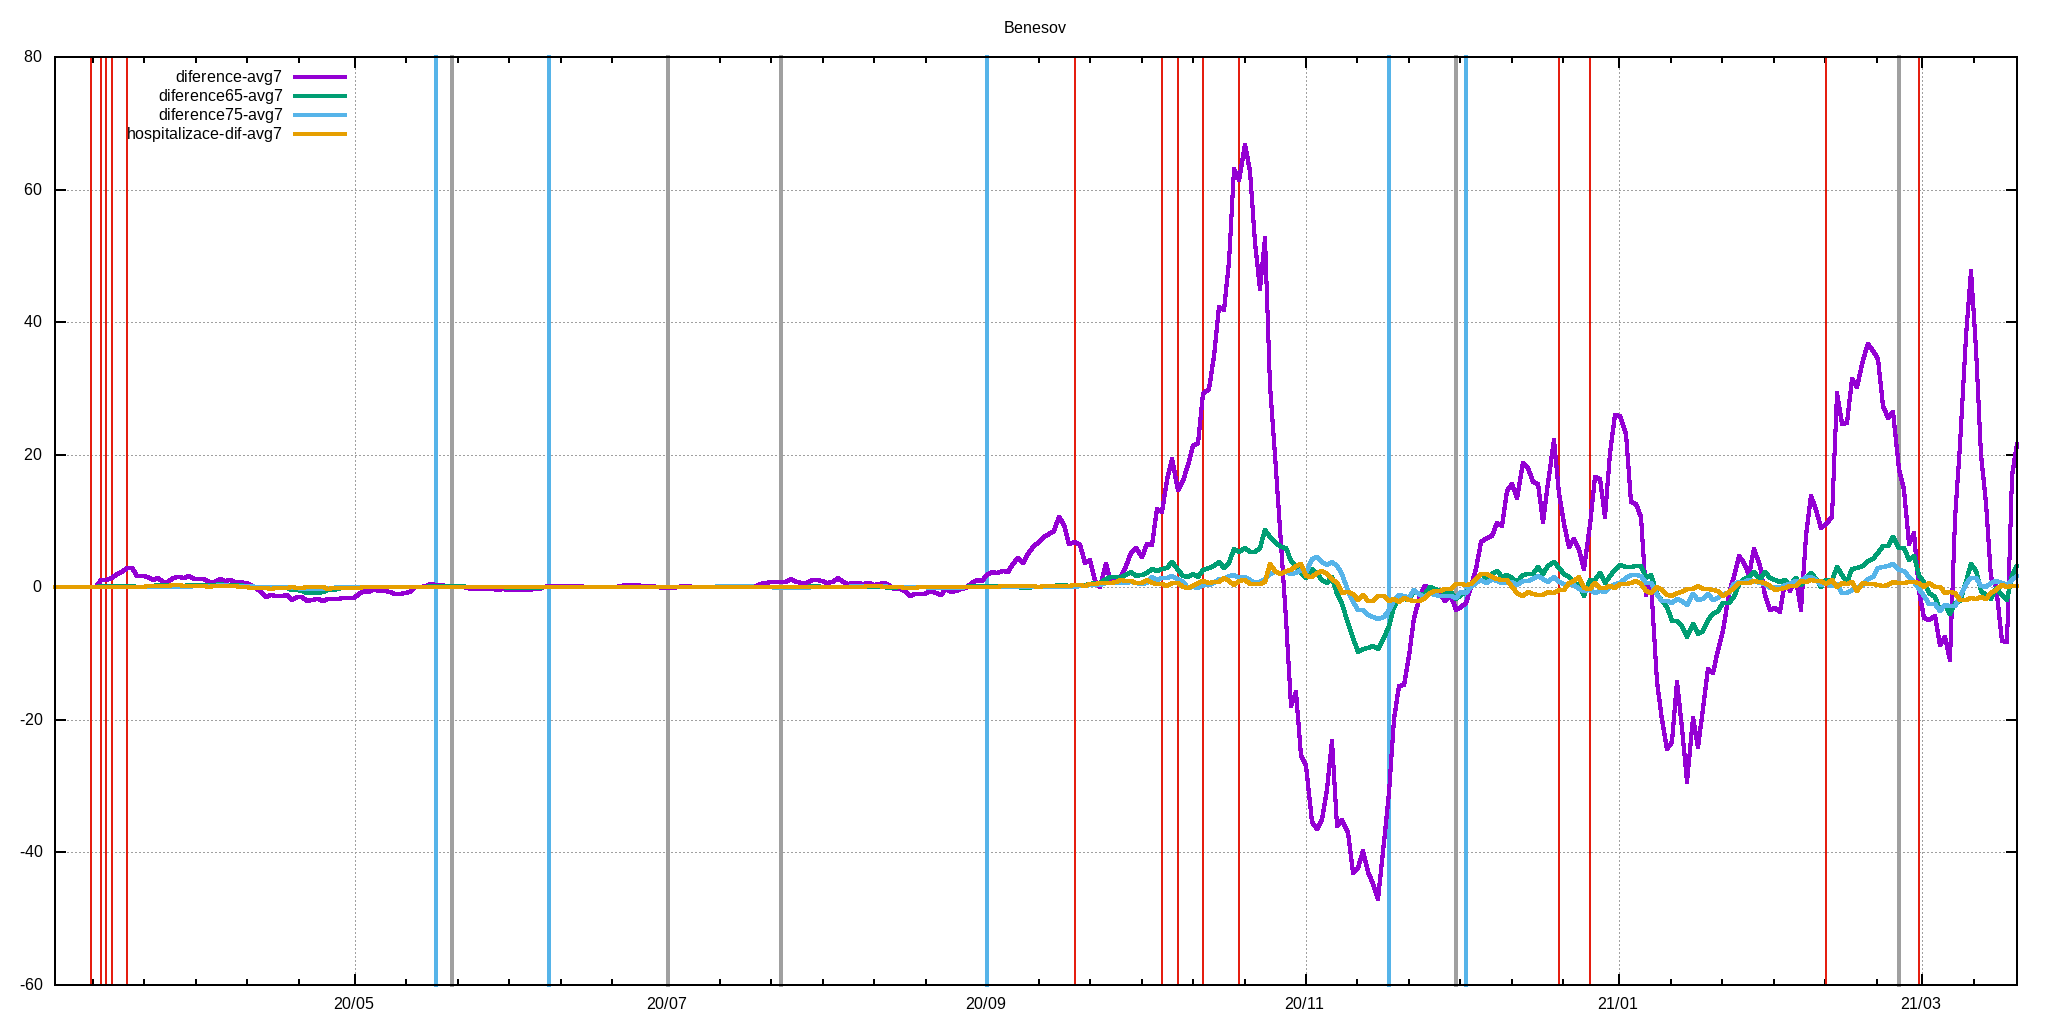 Benesov
80
diference-avg7
diference65-avg7
diference75-avg7
hospitalizace-dif-avg7
60
40
20
0
-20
-40
-60
20/05 20/07 20/09 20/11 21/01 21/03